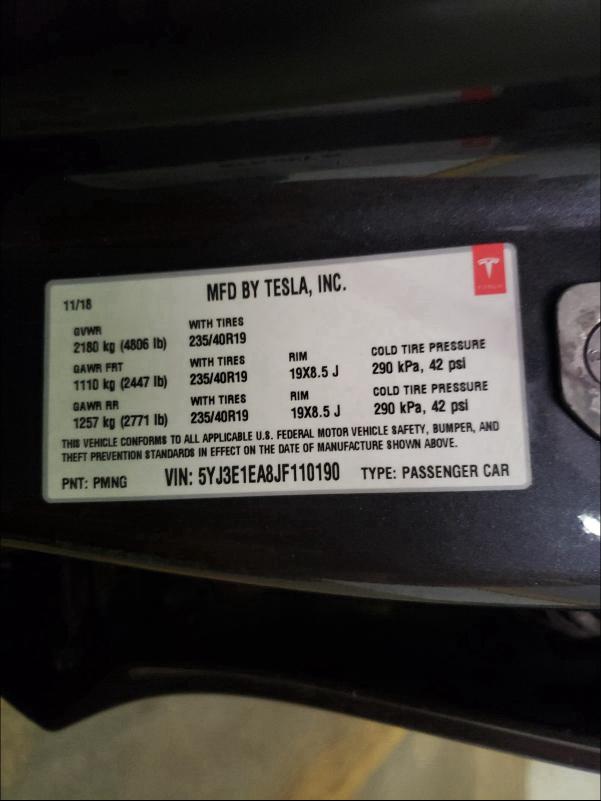 MFD BY TESLA, INC.
11/18
GVWR
2180 kg (4806 lb)
WITH TIRES
235/40R19
GAWR FRT
1110 kg (2447 lb)
WITH TIRES
235/40R19
RIM
19X8.5 J
COLD TIRE PRESSURE
290 kPa, 42 psi
GAWR RR
1257 kg (2771 lb)
WITH TIRES
235/40R19
RIM
19X8.5 J
COLD TIRE PRESSURE
290 kPa, 42 psi
THIS VEHICLE CONFORMS TO ALL APPLICABLE U.S. FEDERAL MOTOR VEHICLE SAFETY, BUMPER, AND
THEFT PREVENTION STANDARDS IN EFFECT ON THE DATE OF MANUFACTURE SHOWN ABOVE.
PNT: PMNG
VIN: 5YJ3E1EA8JF110190
TYPE: PASSENGER CAR